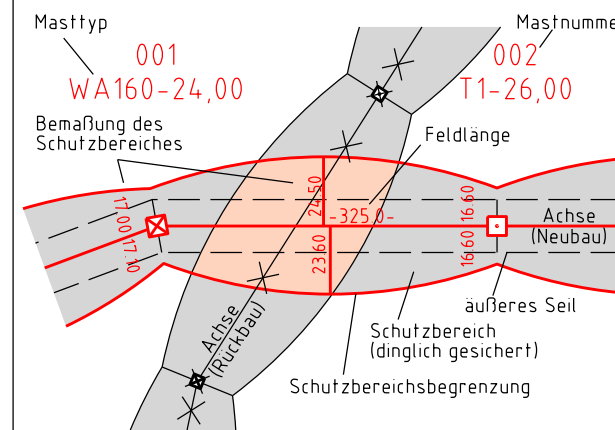 Masttyp
Mastnumme
001
002
WA160-24,00
T1-26,00
Bemaßung des
Schutzbereiches
Feldlänge
24.50
-325.0-
23.60
17.00
17.10
16.60
16.60
Achse
(Neubau)
äußeres Seil
Achse
(Rückbau)
Schutzbereich
(dinglich gesichert)
Schutzbereichsbegrenzung